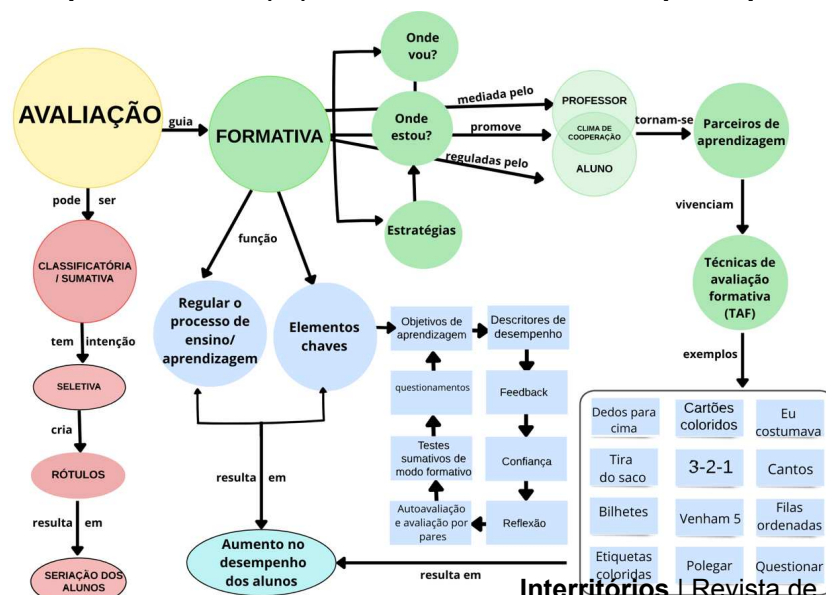 AVALIAÇÃO
guia
FORMATIVA
Onde
vou?
Onde
estou?
Estratégias
mediada pelo
promove
reguladas pelo
PROFESSOR
CLIMA DE
COOPERAÇÃO
ALUNO
tornam-se
Parceiros de
aprendizagem
vivenciam
Técnicas de
avaliação
formativa
(TAF)
exemplos
pode ser
CLASSIFICATÓRIA
/ SUMATIVA
tem intenção
SELETIVA
cria
RÓTULOS
resulta em
SERIAÇÃO DOS
ALUNOS
função
Regular o
processo de
ensino/
aprendizagem
Elementos
chaves
resulta em
Aumento no
desempenho
dos alunos
Objetivos de
aprendizagem
Descritores de
desempenho
questionamentos
Feedback
Testes
sumativos de
modo formativo
Confiança
Autoavaliação
e avaliação por
pares
Reflexão
resulta em
Dedos para
cima
Cartões
coloridos
Eu
costumava
Tira
do saco
3-2-1
Cantos
Bilhetes
Venham 5
Filas
ordenadas
Etiquetas
coloridas
Polegar
Questionar
Interritórios | Revista de